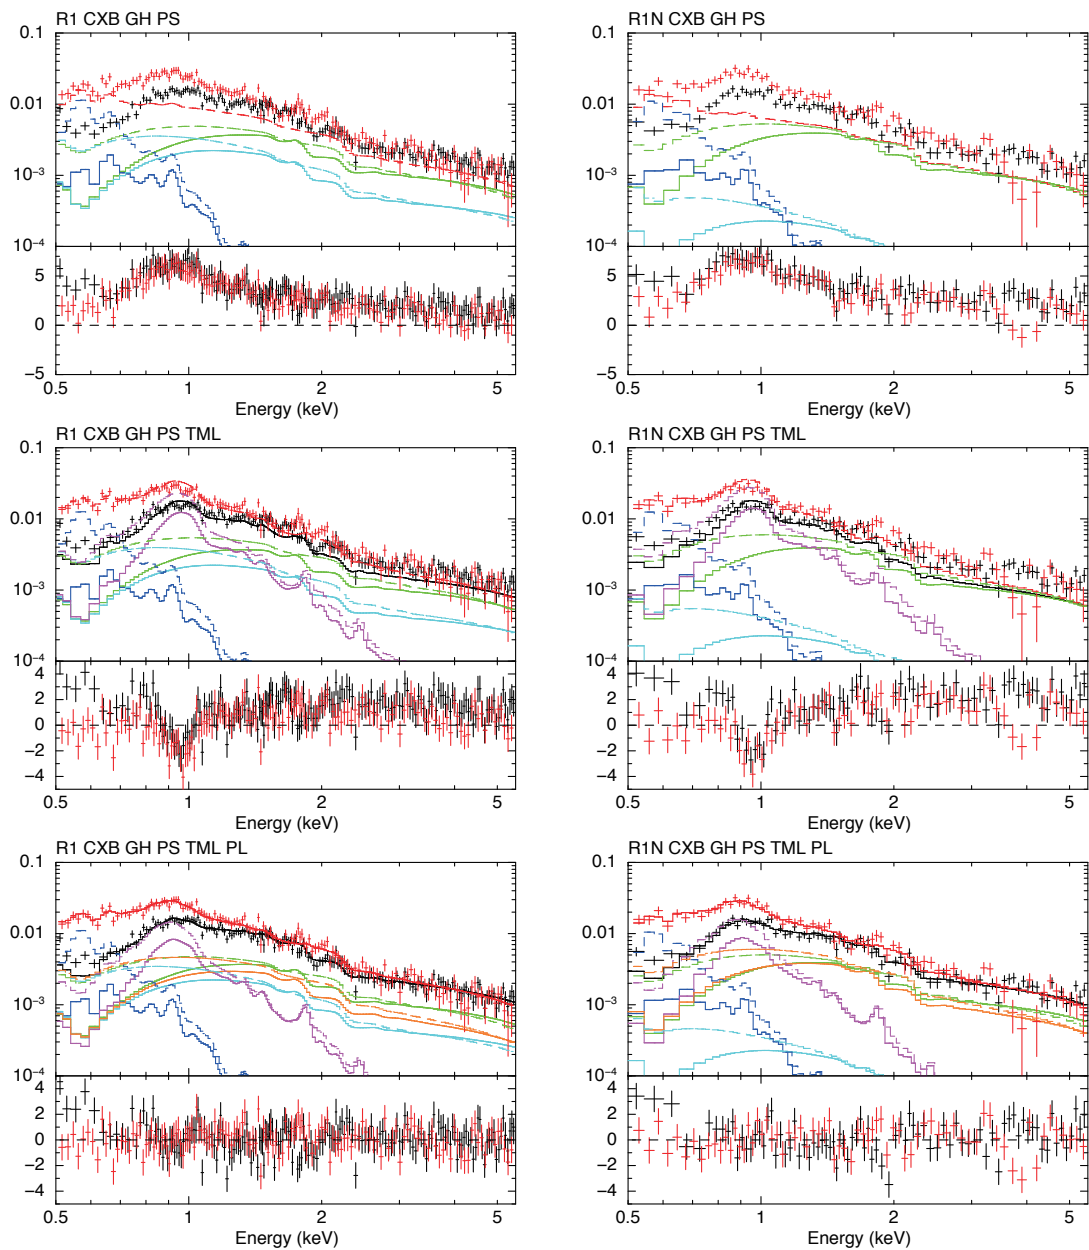 R1 CXB GH PS
0.1
0.01
10⁻³
10⁻⁴
5
0
−5
0.5 1 2 5
Energy (keV)
R1N CXB GH PS
0.1
0.01
10⁻³
10⁻⁴
5
0
−5
0.5 1 2 5
Energy (keV)
R1 CXB GH PS TML
0.1
0.01
10⁻³
10⁻⁴
4
2
0
−2
−4
0.5 1 2 5
Energy (keV)
R1N CXB GH PS TML
0.1
0.01
10⁻³
10⁻⁴
4
2
0
−2
−4
0.5 1 2 5
Energy (keV)
R1 CXB GH PS TML PL
0.1
0.01
10⁻³
10⁻⁴
4
2
0
−2
−4
0.5 1 2 5
Energy (keV)
R1N CXB GH PS TML PL
0.1
0.01
10⁻³
10⁻⁴
4
2
0
−2
−4
0.5 1 2 5
Energy (keV)